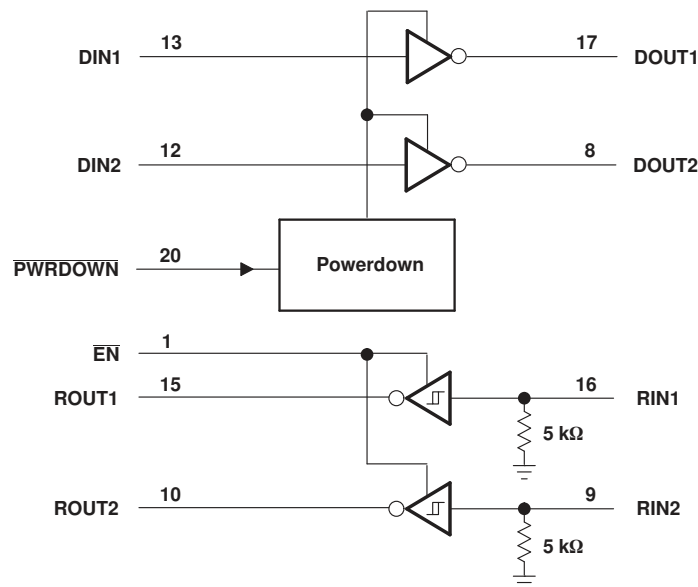 DIN1 13 17 DOUT1
DIN2 12 8 DOUT2
PWRDOWN 20 Powerdown
EN 1
ROUT1 15 16 RIN1
5 kΩ
ROUT2 10 9 RIN2
5 kΩ